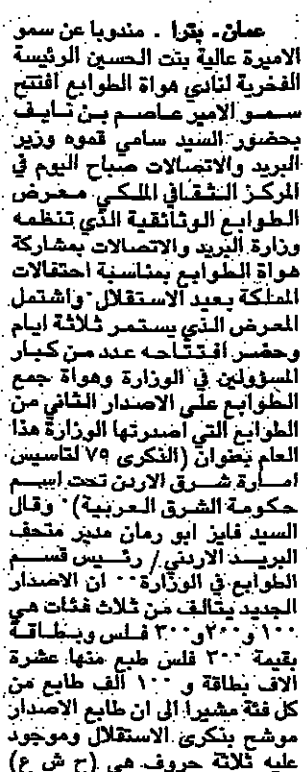 عمان - بترا . مندوبا عن سمو
الاميرة عالية بنت الحسين الرئيسة
الفخرية لنادي هواة الطوابع افتتح
سمو الامير عاصم بن نايف
بحضور السيد سامي قموه وزير
البريد والاتصالات صباح اليوم في
المركز الثقافي الملكي معرض
الطوابع الوثائقية الذي تنظمه
وزارة البريد والاتصالات بمشاركة
هواة الطوابع بمناسبة احتفالات
المملكة بعيد الاستقلال واشتمل
المعرض الذي يستمر ثلاثة ايام
وحضر افتتاحه عدد من كبار
المسؤولين في الوزارة وهواة جمع
الطوابع على الاصدار الثاني من
الطوابع التي اصدرتها الوزارة هذا
العام بعنوان (الذكرى ٧٥ لتاسيس
امارة شرق الاردن تحت اسم
حكومة الشرق العربية) وقال
السيد فايز ابو رمان مدير متحف
البريد الاردني / رئيس قسم
الطوابع في الوزارة .. ان الاصدار
الجديد يتالف من ثلاث فئات هي
١٠٠ و٢٠٠ و٣٠٠ فلس وبطاقة
بقيمة ٢٠٠ فلس طبع منها عشرة
الاف بطاقة و ١٠٠ الف طابع من
كل فئة مشيرا الى ان طابع الاصدار
موشح بذكرى الاستقلال وموجود
عليه ثلاثة حروف هي (ح ش ع)